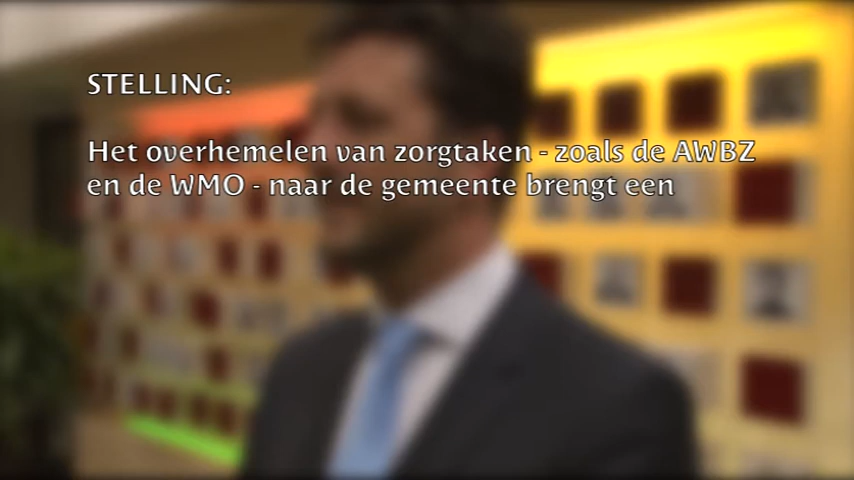 STELLING:
Het overhemelen van zorgtaken - zoals de AWBZ
en de WMO - naar de gemeente brengt een